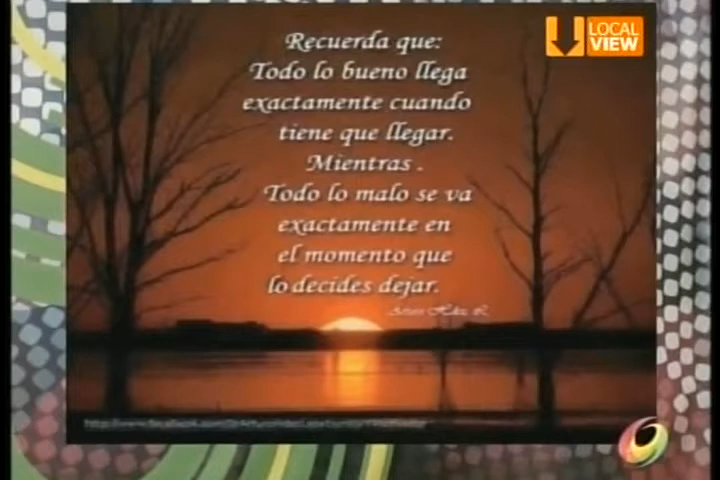 LOCAL
VIEW
Recuerda que:
Todo lo bueno llega
exactamente cuando
tiene que llegar.
Mientras .
Todo lo malo se va
exactamente en
el momento que
lo decides dejar.